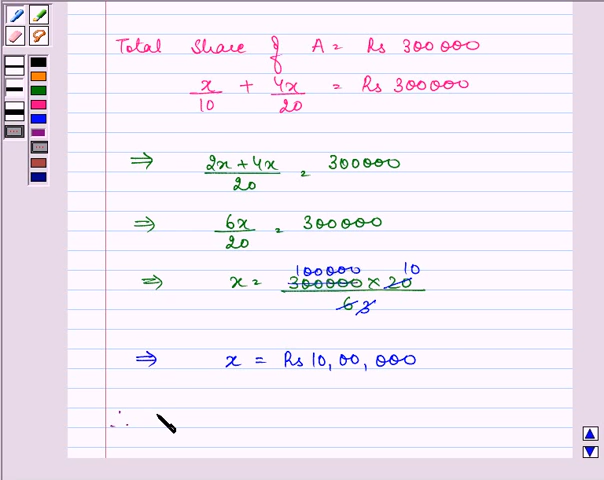 Total Share of A = Rs 300000
x/10 + 4x/20 = Rs 300000
⇒ (2x + 4x)/20 = 300000
⇒ 6x/20 = 300000
100000 10
⇒ x = (300000 × 20)/6 3
⇒ x = Rs 10,00,000
∴